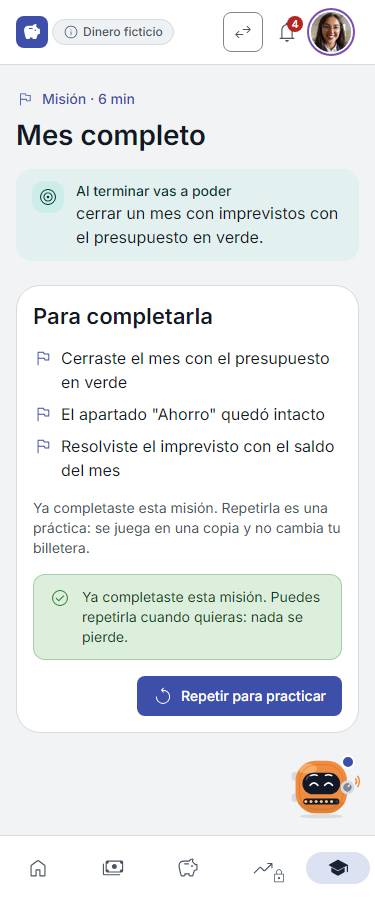 Dinero ficticio
4
Misión · 6 min
Mes completo
Al terminar vas a poder
cerrar un mes con imprevistos con
el presupuesto en verde.
Para completarla
Cerraste el mes con el presupuesto
en verde
El apartado "Ahorro" quedó intacto
Resolviste el imprevisto con el saldo
del mes
Ya completaste esta misión. Repetirla es una
práctica: se juega en una copia y no cambia tu
billetera.
Ya completaste esta misión. Puedes
repetirla cuando quieras: nada se
pierde.
Repetir para practicar